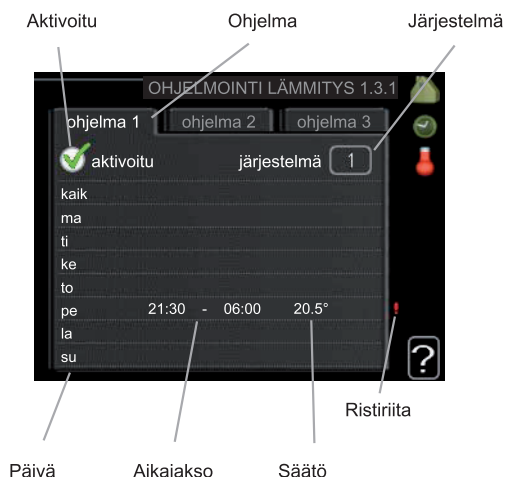 Aktivoitu Ohjelma Järjestelmä
OHJELMOINTI LÄMMITYS 1.3.1
ohjelma 1 ohjelma 2 ohjelma 3
aktivoitu järjestelmä 1
kaik
ma
ti
ke
to
pe 21:30 - 06:00 20.5°
la
su
?
Ristiriita
Päivä Aikajakso Säätö